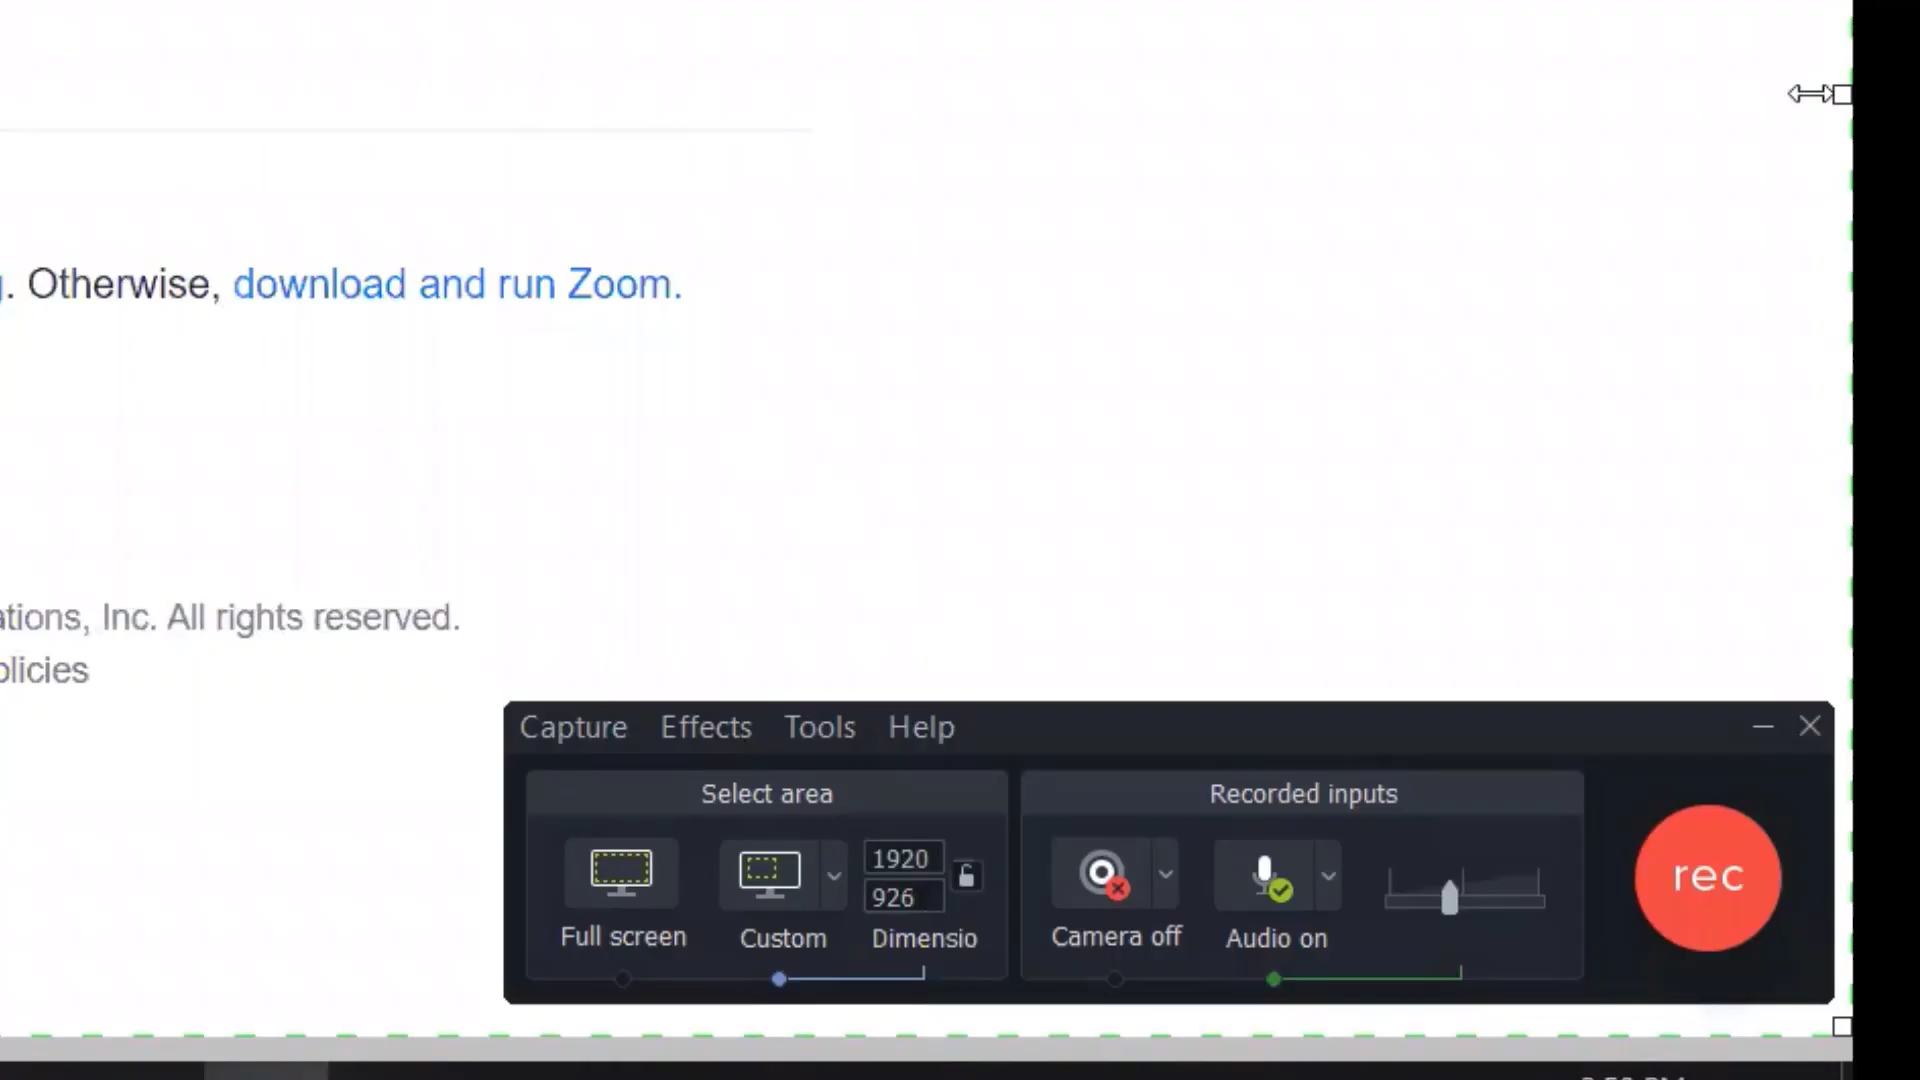 . Otherwise, download and run Zoom.
ations, Inc. All rights reserved.
olicies
Capture Effects Tools Help
Select area
Recorded inputs
1920
926
rec
Full screen
Custom
Dimensio
Camera off
Audio on